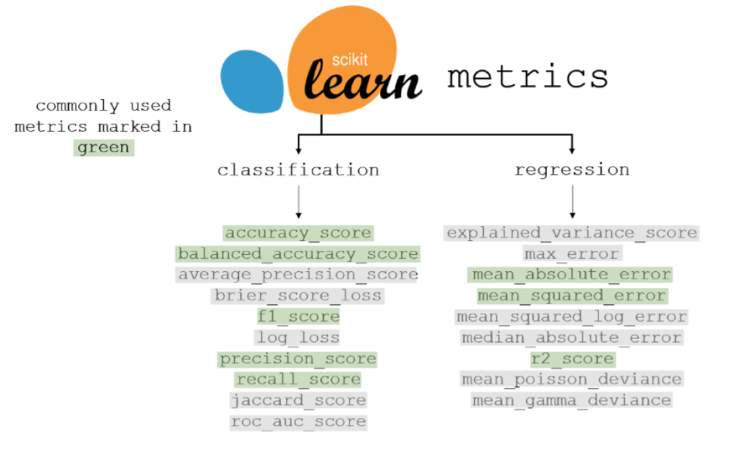 scikit
learn metrics
commonly used
metrics marked in
green
classification
accuracy_score
balanced_accuracy_score
average_precision_score
brier_score_loss
f1_score
log_loss
precision_score
recall_score
jaccard_score
roc_auc_score
regression
explained_variance_score
max_error
mean_absolute_error
mean_squared_error
mean_squared_log_error
median_absolute_error
r2_score
mean_poisson_deviance
mean_gamma_deviance